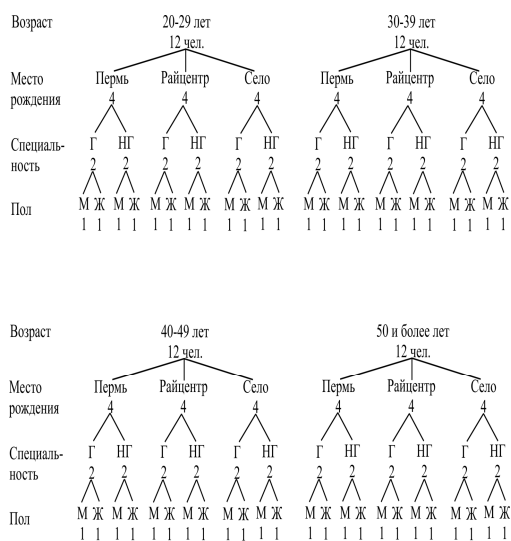 Возраст 20-29 лет 30-39 лет
12 чел. 12 чел.
Место рождения Пермь Райцентр Село Пермь Райцентр Село
4 4 4 4 4 4
Специаль-ность Г НГ Г НГ Г НГ Г НГ Г НГ Г НГ
2 2 2 2 2 2 2 2 2 2 2 2
Пол М Ж М Ж М Ж М Ж М Ж М Ж М Ж М Ж М Ж М Ж М Ж М Ж
1 1 1 1 1 1 1 1 1 1 1 1 1 1 1 1 1 1 1 1 1 1 1 1
Возраст 40-49 лет 50 и более лет
12 чел. 12 чел.
Место рождения Пермь Райцентр Село Пермь Райцентр Село
4 4 4 4 4 4
Специаль-ность Г НГ Г НГ Г НГ Г НГ Г НГ Г НГ
2 2 2 2 2 2 2 2 2 2 2 2
Пол М Ж М Ж М Ж М Ж М Ж М Ж М Ж М Ж М Ж М Ж М Ж М Ж
1 1 1 1 1 1 1 1 1 1 1 1 1 1 1 1 1 1 1 1 1 1 1 1